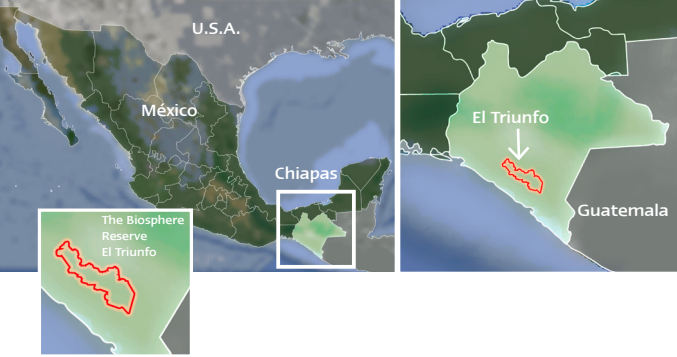 U.S.A.
México
Chiapas
The Biosphere
Reserve
El Triunfo
El Triunfo
Guatemala